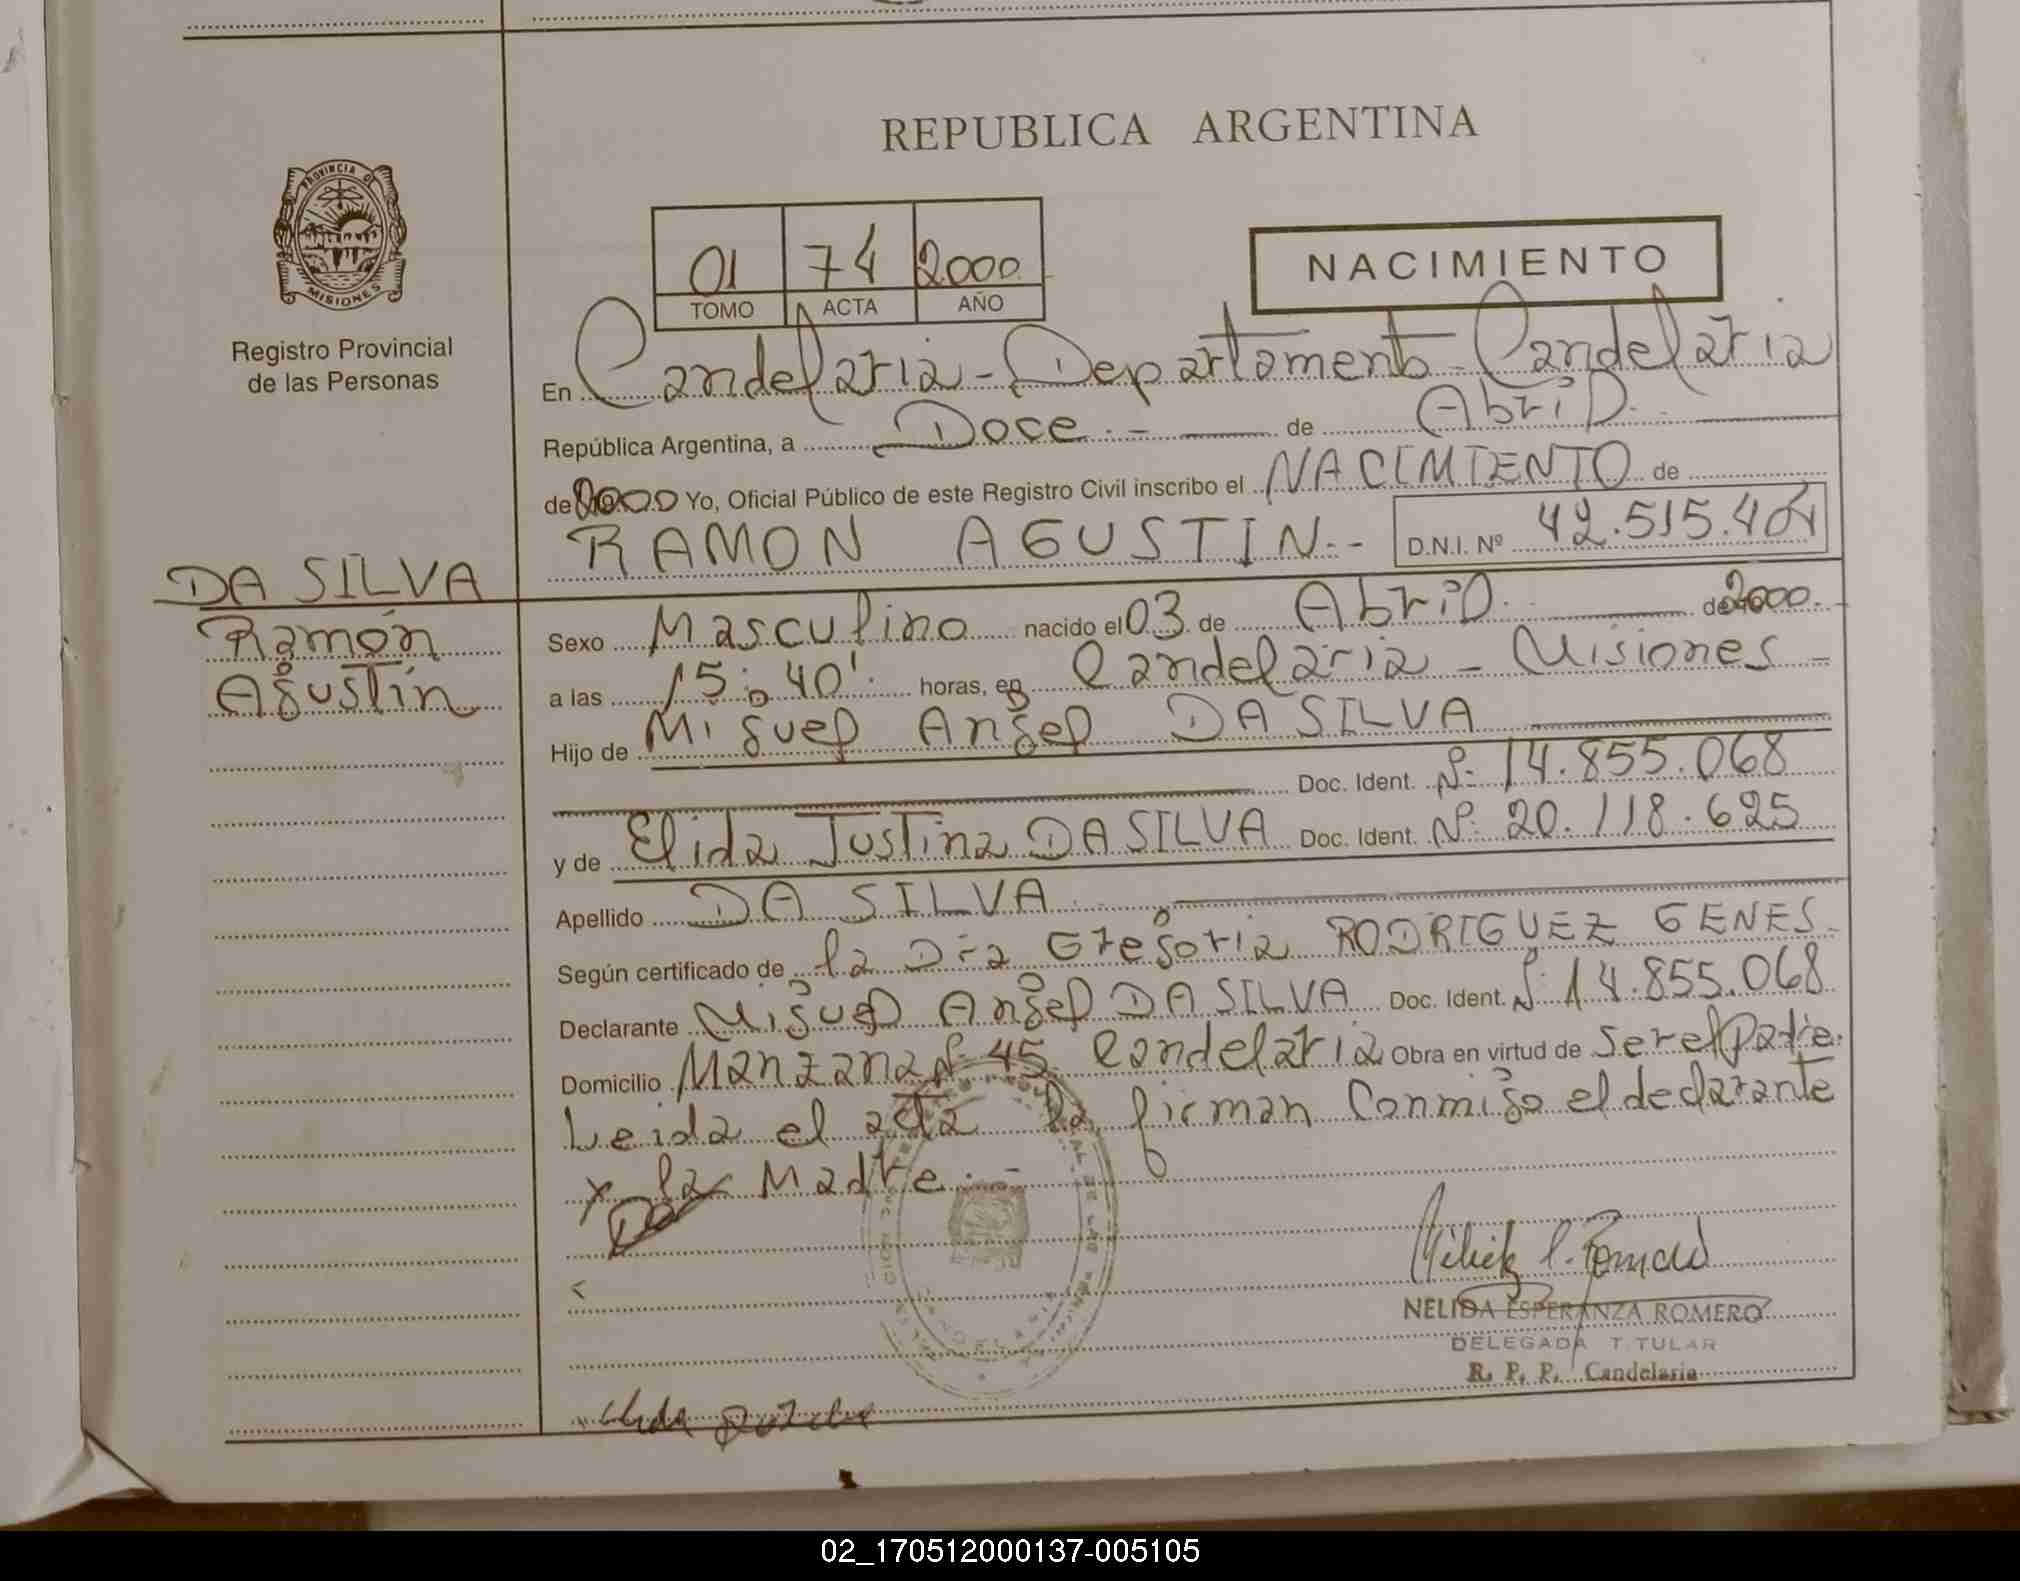 REPUBLICA ARGENTINA
PROVINCIA DE
MISIONES
Registro Provincial
de las Personas
01 74 2000
TOMO ACTA AÑO
NACIMIENTO
En Candelaria - Departamento - Candelaria
República Argentina, a Doce.- de Abril.
de 2000 Yo, Oficial Público de este Registro Civil inscribo el NACIMIENTO de
RAMON AGUSTIN.- D.N.I. Nº 42.515.404
DA SILVA
Ramón
Agustín
Sexo Masculino nacido el 03 de Abril. de 2000.
a las 15:40'. horas, en Candelaria - Misiones -
Hijo de Miguel Angel DA SILVA
Doc. Ident. Nº 14.855.068
y de Elida Justina DA SILVA Doc. Ident. Nº 20.118.625
Apellido DA SILVA.
Según certificado de la Dra Gregoria RODRIGUEZ GENES.
Declarante Miguel Angel DA SILVA Doc. Ident. Nº 14.855.068
Domicilio Manzana Nº 45 Candelaria Obra en virtud de ser el padre.
Leida el acta la firman Conmigo el declarante
y la Madre.-
NELIDA ESPERANZA ROMERO
DELEGADA TITULAR
R. P. P. Candelaria
02_170512000137-005105